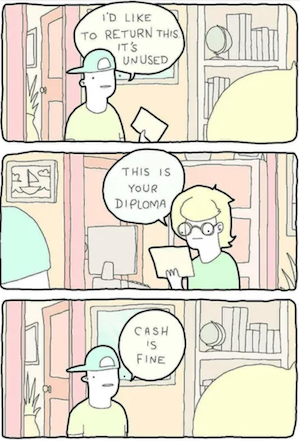 I'D LIKE
TO RETURN THIS
IT'S
UNUSED
THIS IS
YOUR
DIPLOMA
CASH
IS
FINE